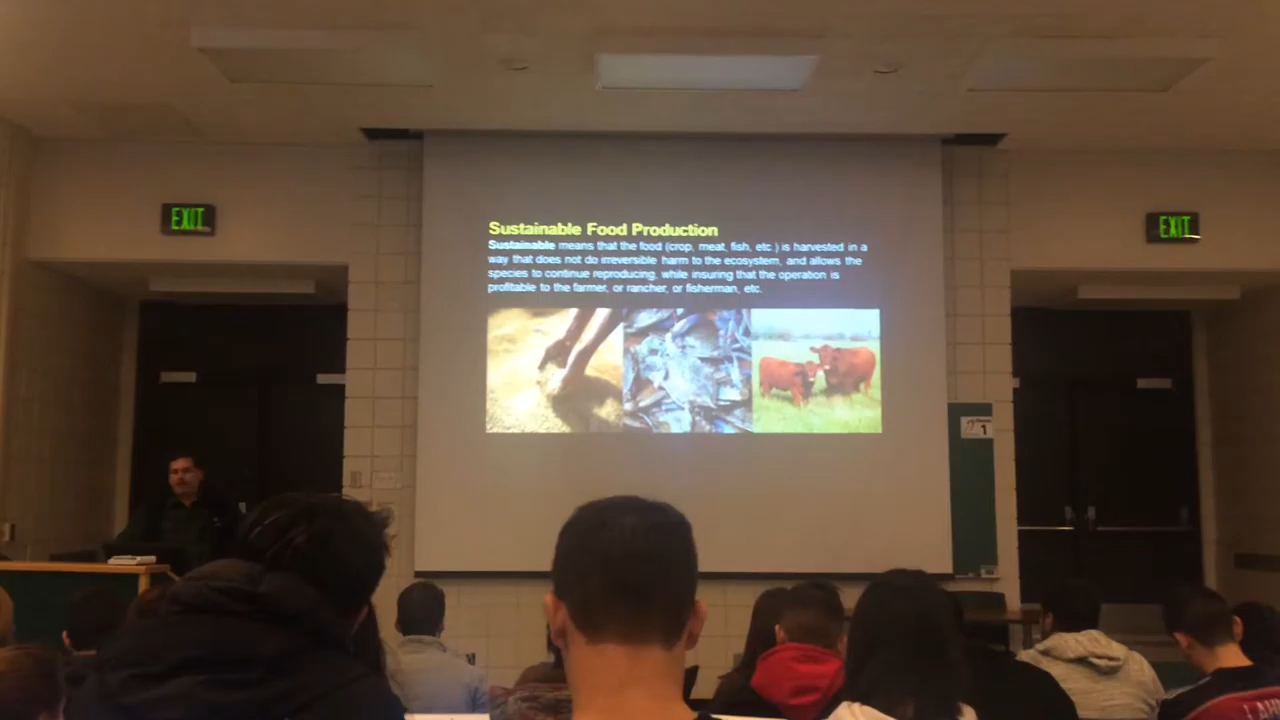 EXIT
EXIT
Sustainable Food Production
Sustainable means that the food (crop, meat, fish, etc.) is harvested in a
way that does not do irreversible harm to the ecosystem, and allows the
species to continue reproducing, while insuring that the operation is
profitable to the farmer, or rancher, or fisherman, etc.
1